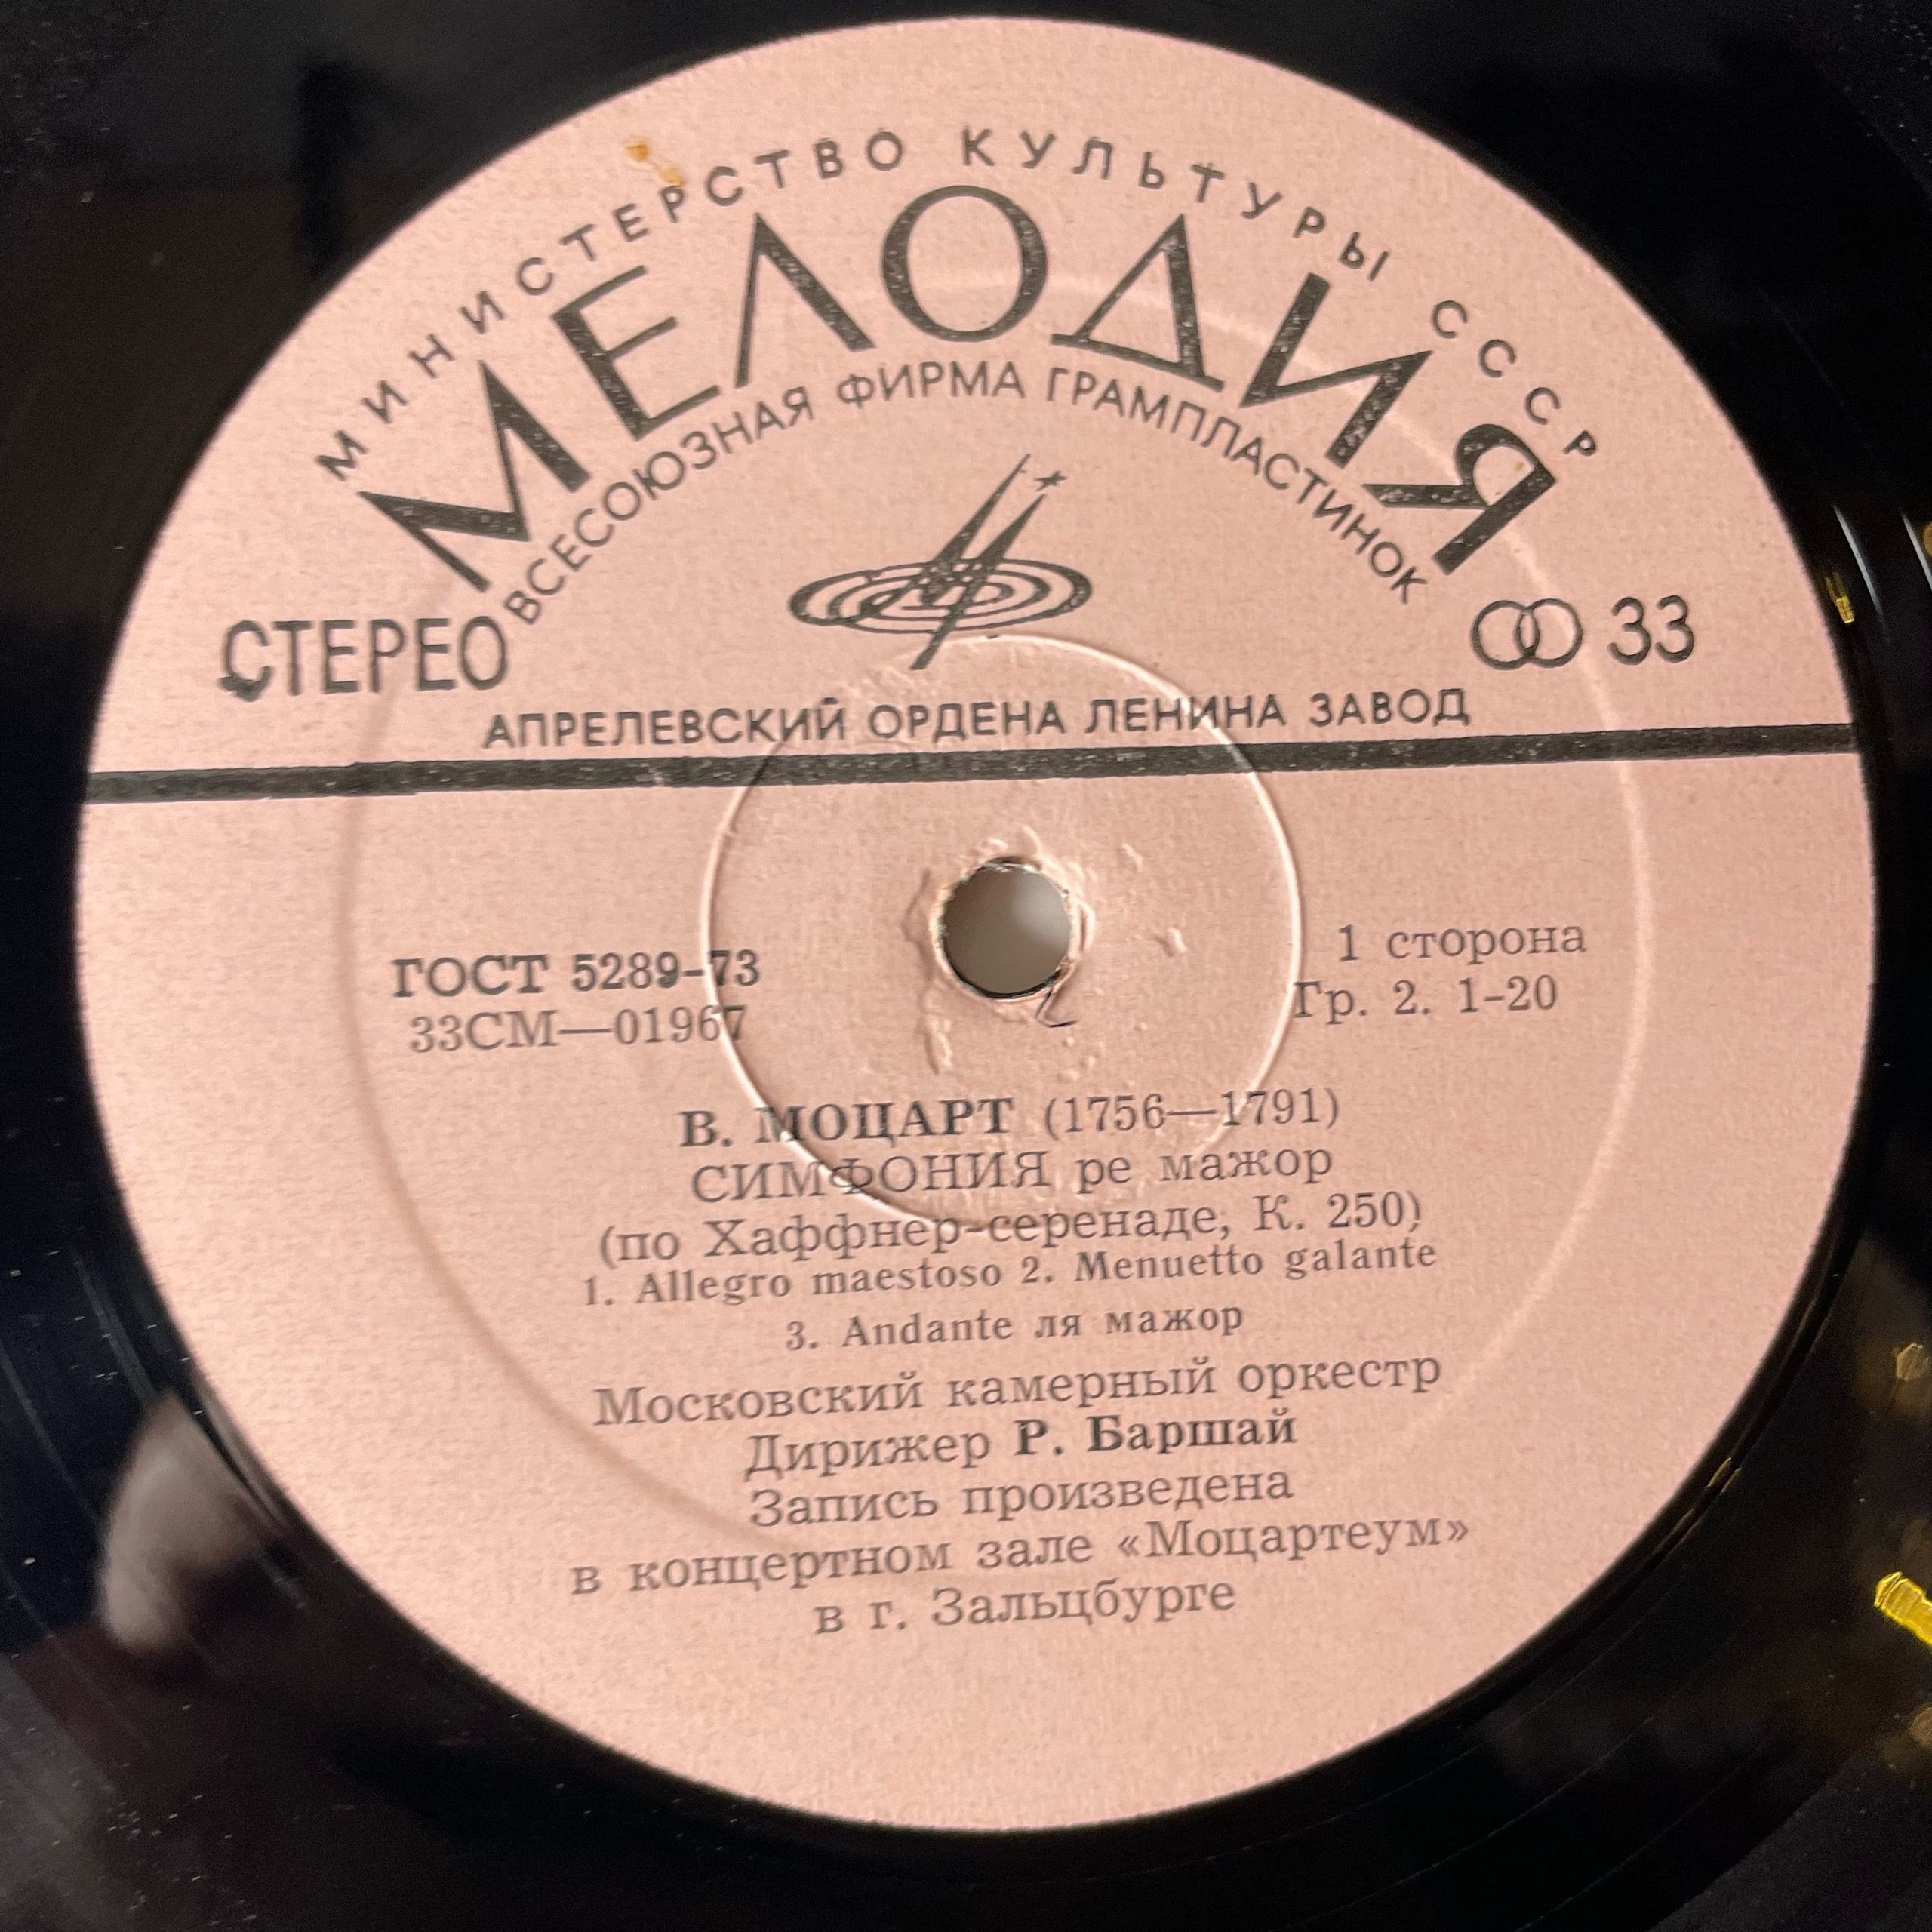 МИНИСТЕРСТВО КУЛЬТУРЫ СССР
МЕЛОДИЯ
ВСЕСОЮЗНАЯ ФИРМА ГРАМПЛАСТИНОК
СТЕРЕО
33
АПРЕЛЕВСКИЙ ОРДЕНА ЛЕНИНА ЗАВОД
ГОСТ 5289-73
33СМ—01967
1 сторона
Гр. 2. 1-20
В. МОЦАРТ (1756—1791)
СИМФОНИЯ ре мажор
(по Хаффнер-серенаде, К. 250)
1. Allegro maestoso 2. Menuetto galante
3. Andante ля мажор
Московский камерный оркестр
Дирижер Р. Баршай
Запись произведена
в концертном зале «Моцартеум»
в г. Зальцбурге